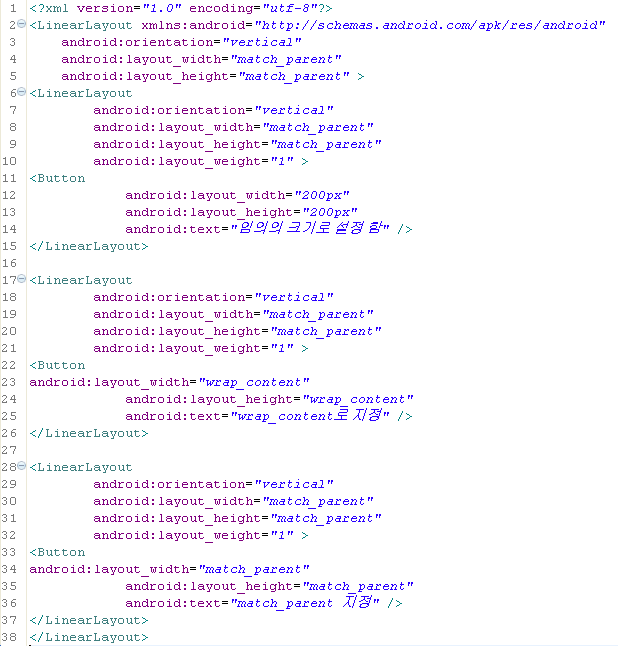 1 <?xml version="1.0" encoding="utf-8"?>
2 <LinearLayout xmlns:android="http://schemas.android.com/apk/res/android"
3     android:orientation="vertical"
4     android:layout_width="match_parent"
5     android:layout_height="match_parent" >
6 <LinearLayout
7         android:orientation="vertical"
8         android:layout_width="match_parent"
9         android:layout_height="match_parent"
10         android:layout_weight="1" >
11 <Button
12             android:layout_width="200px"
13             android:layout_height="200px"
14             android:text="임의의 크기로 설정 함" />
15 </LinearLayout>
16
17 <LinearLayout
18         android:orientation="vertical"
19         android:layout_width="match_parent"
20         android:layout_height="match_parent"
21         android:layout_weight="1" >
22 <Button
23 android:layout_width="wrap_content"
24             android:layout_height="wrap_content"
25             android:text="wrap_content로 지정" />
26 </LinearLayout>
27
28 <LinearLayout
29         android:orientation="vertical"
30         android:layout_width="match_parent"
31         android:layout_height="match_parent"
32         android:layout_weight="1" >
33 <Button
34 android:layout_width="match_parent"
35             android:layout_height="match_parent"
36             android:text="match_parent 지정" />
37 </LinearLayout>
38 </LinearLayout>